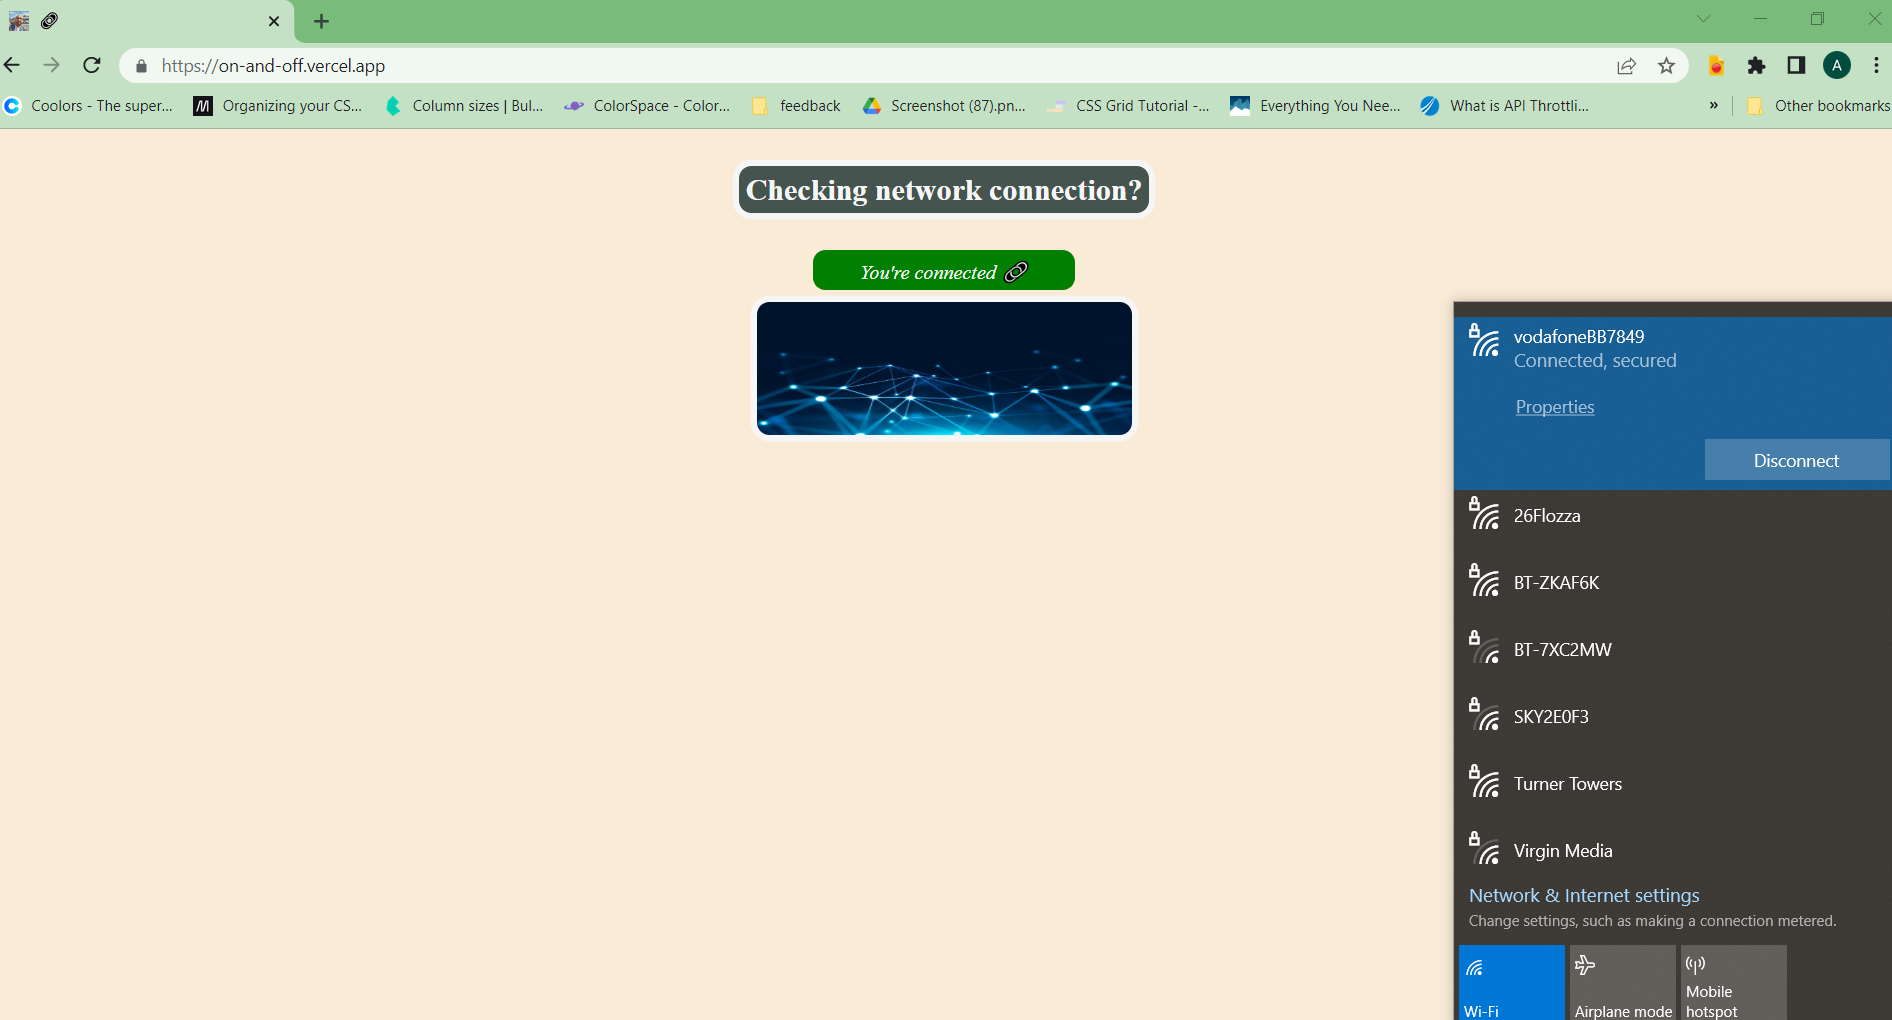 https://on-and-off.vercel.app
A
Coolors - The super...
Organizing your CS...
Column sizes | Bul...
ColorSpace - Color...
feedback
Screenshot (87).pn...
CSS Grid Tutorial -...
Everything You Nee...
What is API Throttli...
»
Other bookmarks
Checking network connection?
You're connected 🔗
vodafoneBB7849
Connected, secured
Properties
Disconnect
26Flozza
BT-ZKAF6K
BT-7XC2MW
SKY2E0F3
Turner Towers
Virgin Media
Network & Internet settings
Change settings, such as making a connection metered.
Wi-Fi
Airplane mode
Mobile
hotspot